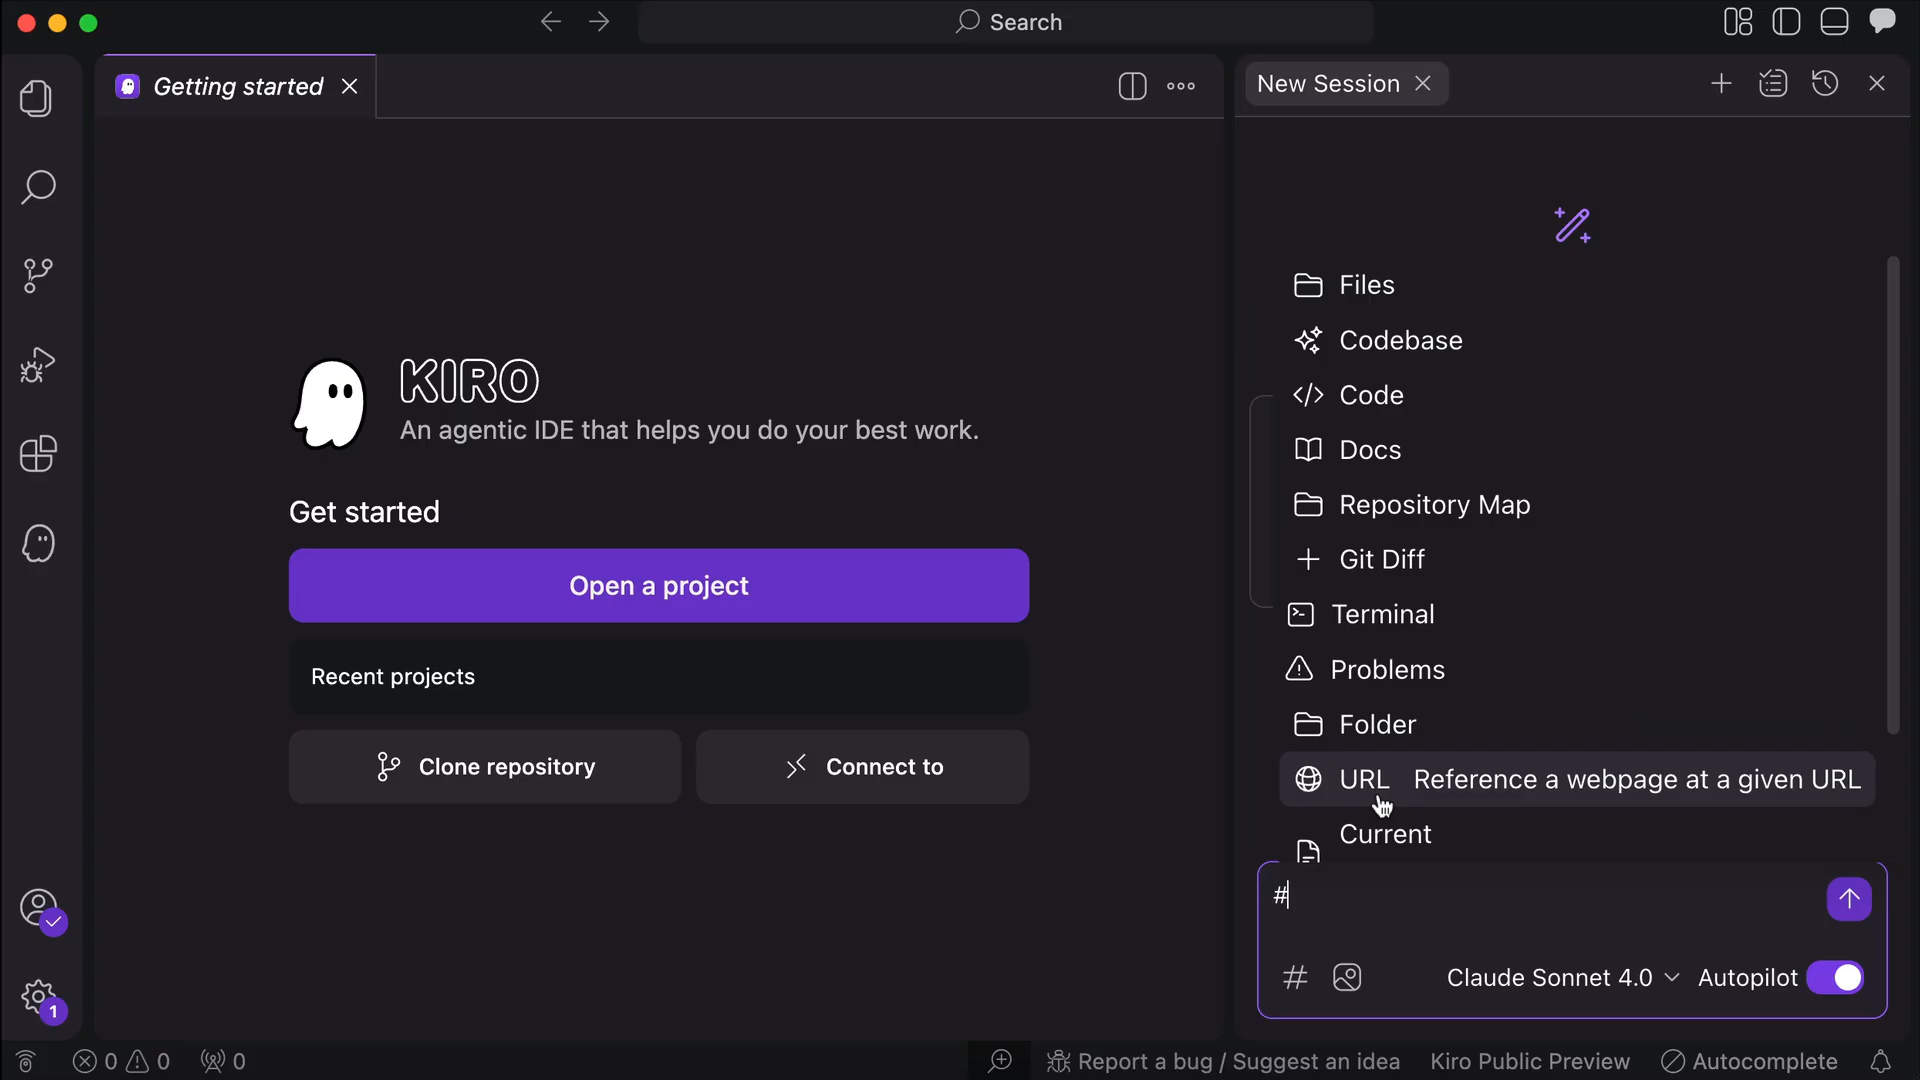 Search
Getting started
New Session
KIRO
An agentic IDE that helps you do your best work.
Get started
Open a project
Recent projects
Clone repository
Connect to
Files
Codebase
Code
Docs
Repository Map
Git Diff
Terminal
Problems
Folder
URL Reference a webpage at a given URL
Current
#
# Claude Sonnet 4.0 Autopilot
1
0 0 0 Report a bug / Suggest an idea Kiro Public Preview Autocomplete